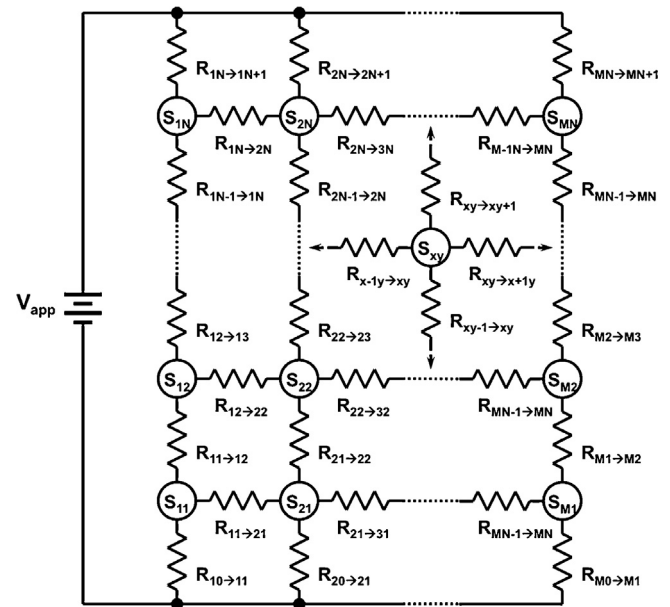 R1N→1N+1 R2N→2N+1 RMN→MN+1
S1N S2N SMN
R1N→2N R2N→3N RM-1N→MN
R1N-1→1N R2N-1→2N RMN-1→MN
Rxy→xy+1
Sxy
Rx-1y→xy Rxy→x+1y
Vapp
Rxy-1→xy
R12→13 R22→23 RM2→M3
S12 S22 SM2
R12→22 R22→32 RMN-1→MN
R11→12 R21→22 RM1→M2
S11 S21 SM1
R11→21 R21→31 RMN-1→MN
R10→11 R20→21 RM0→M1